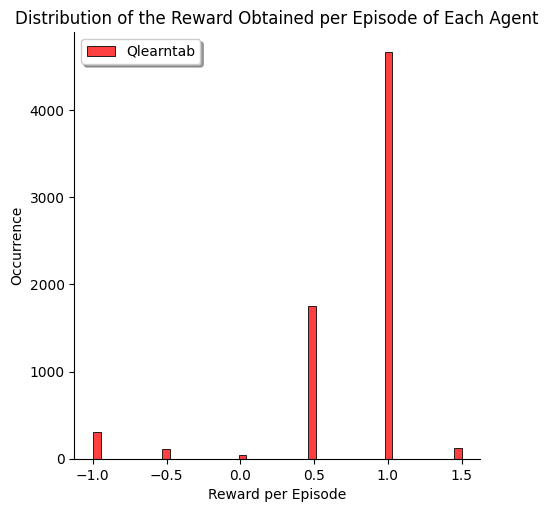 Distribution of the Reward Obtained per Episode of Each Agent
Qlearntab
4000
3000
2000
1000
0
Occurrence
−1.0 −0.5 0.0 0.5 1.0 1.5
Reward per Episode